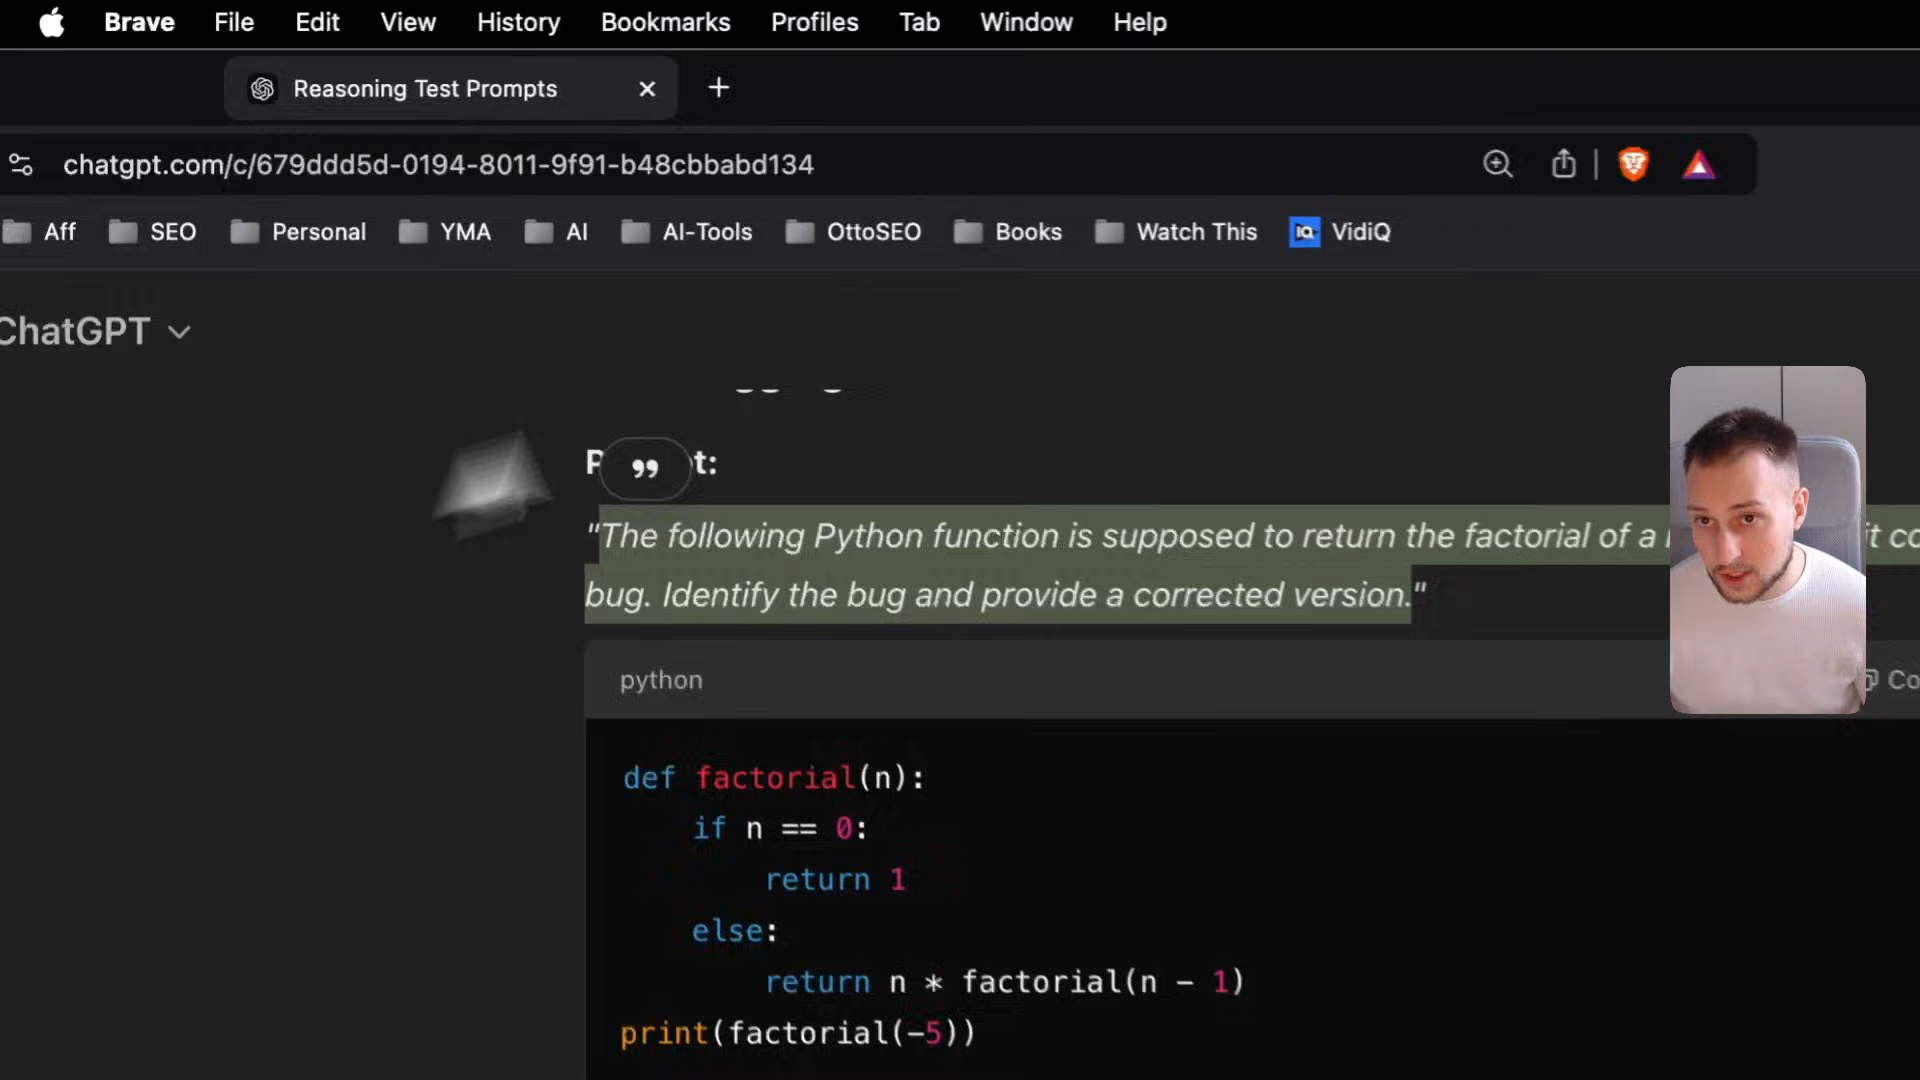 Brave File Edit View History Bookmarks Profiles Tab Window Help
Reasoning Test Prompts
chatgpt.com/c/679ddd5d-0194-8011-9f91-b48cbbabd134
Aff SEO Personal YMA AI AI-Tools OttoSEO Books Watch This VidiQ
ChatGPT
"The following Python function is supposed to return the factorial of a it
bug. Identify the bug and provide a corrected version."
python
def factorial(n):
if n == 0:
return 1
else:
return n * factorial(n - 1)
print(factorial(-5))